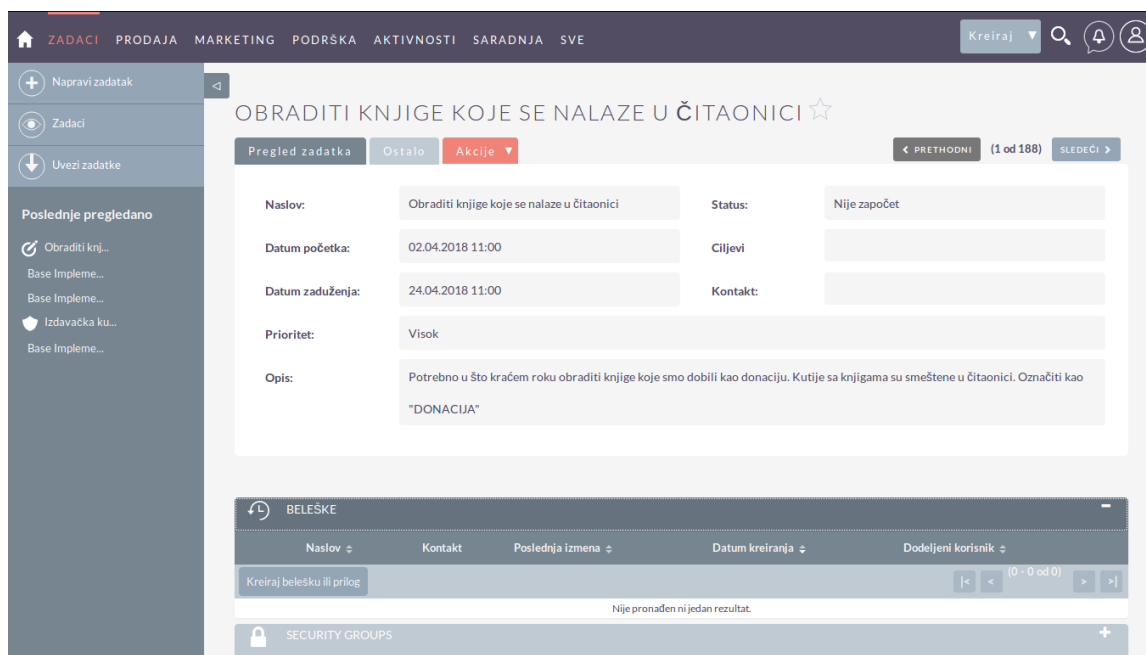 ZADACI PRODAJA MARKETING PODRŠKA AKTIVNOSTI SARADNJA SVE Kreiraj
Napravi zadatak
Zadaci
Uvezi zadatke
Poslednje pregledano
Obraditi knj...
Base Impleme...
Base Impleme...
Izdavačka ku...
Base Impleme...
OBRADITI KNJIGE KOJE SE NALAZE U ČITAONICI
Pregled zadatka Ostalo Akcije PRETHODNI (1 od 188) SLEDEĆI
Naslov: Obraditi knjige koje se nalaze u čitaonici Status: Nije započet
Datum početka: 02.04.2018 11:00 Ciljevi
Datum zaduženja: 24.04.2018 11:00 Kontakt:
Prioritet: Visok
Opis: Potrebno u što kraćem roku obraditi knjige koje smo dobili kao donaciju. Kutije sa knjigama su smeštene u čitaonici. Označiti kao
"DONACIJA"
BELEŠKE
Naslov Kontakt Poslednja izmena Datum kreiranja Dodeljeni korisnik
Kreiraj belešku ili prilog (0 - 0 od 0)
Nije pronađen ni jedan rezultat.
SECURITY GROUPS